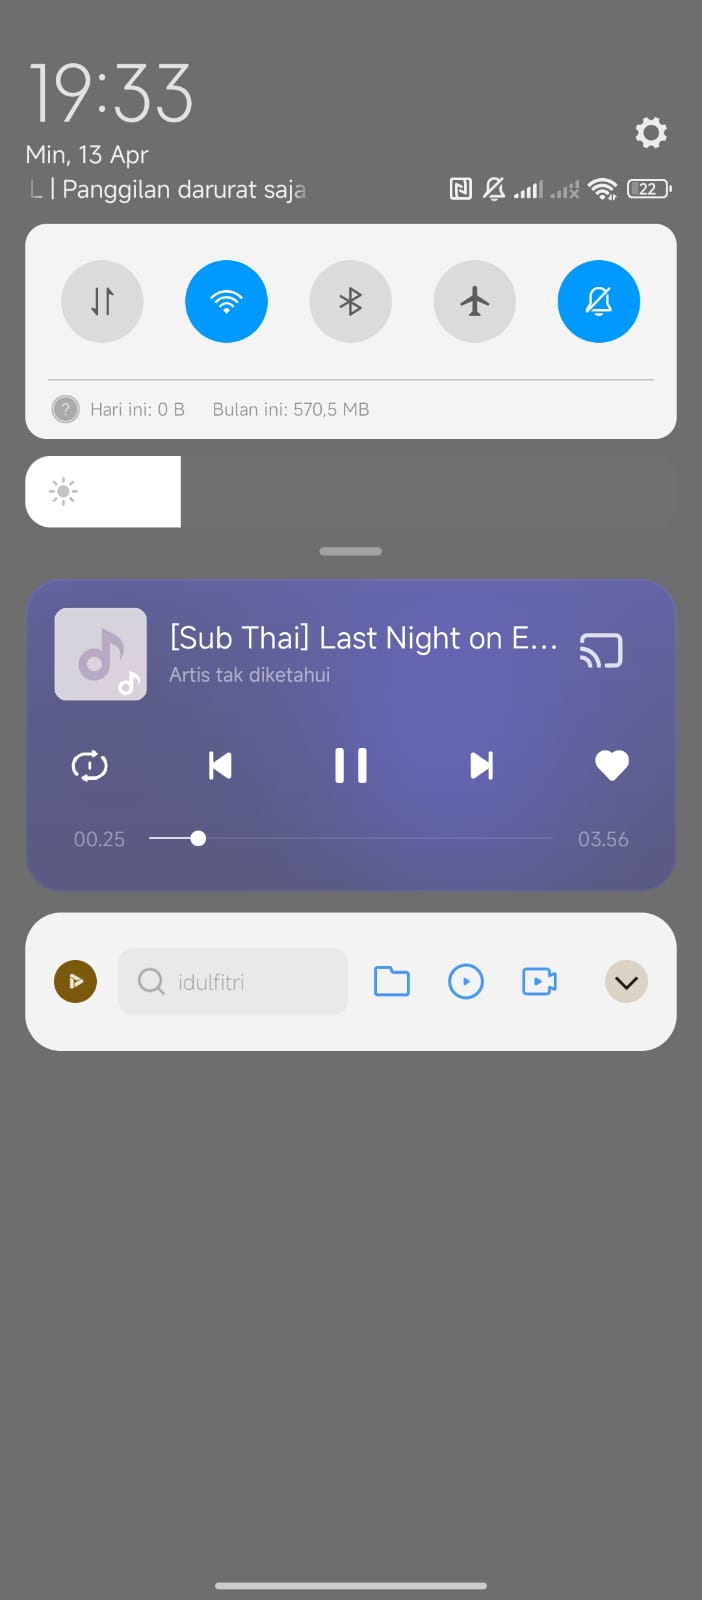 19:33
Min, 13 Apr
L | Panggilan darurat saja
22
Hari ini: 0 B Bulan ini: 570,5 MB
[Sub Thai] Last Night on E...
Artis tak diketahui
00.25 03.56
idulfitri